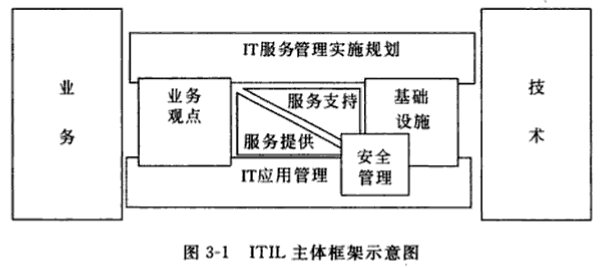 IT服务管理实施规划
业
务
业务
观点
服务支持
服务提供
基础
设施
安全
管理
IT应用管理
技
术
图 3-1 ITIL 主体框架示意图